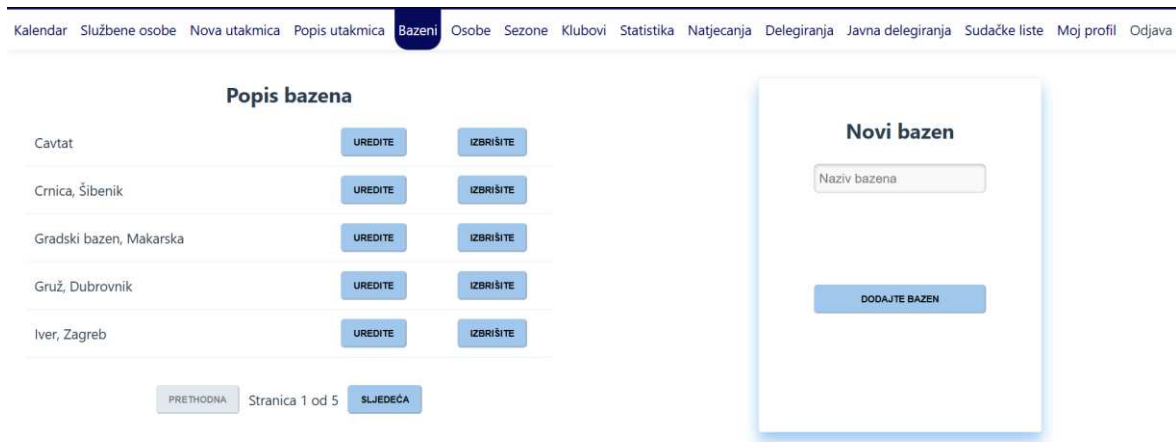 Kalendar Službene osobe Nova utakmica Popis utakmica Bazeni Osobe Sezone Klubovi Statistika Natjecanja Delegiranja Javna delegiranja Sudačke liste Moj profil Odjava
Popis bazena
Cavtat UREDITE IZBRIŠITE
Crnica, Šibenik UREDITE IZBRIŠITE
Gradski bazen, Makarska UREDITE IZBRIŠITE
Gruž, Dubrovnik UREDITE IZBRIŠITE
Iver, Zagreb UREDITE IZBRIŠITE
PRETHODNA Stranica 1 od 5 SLJEDEĆA
Novi bazen
Naziv bazena
DODAJTE BAZEN